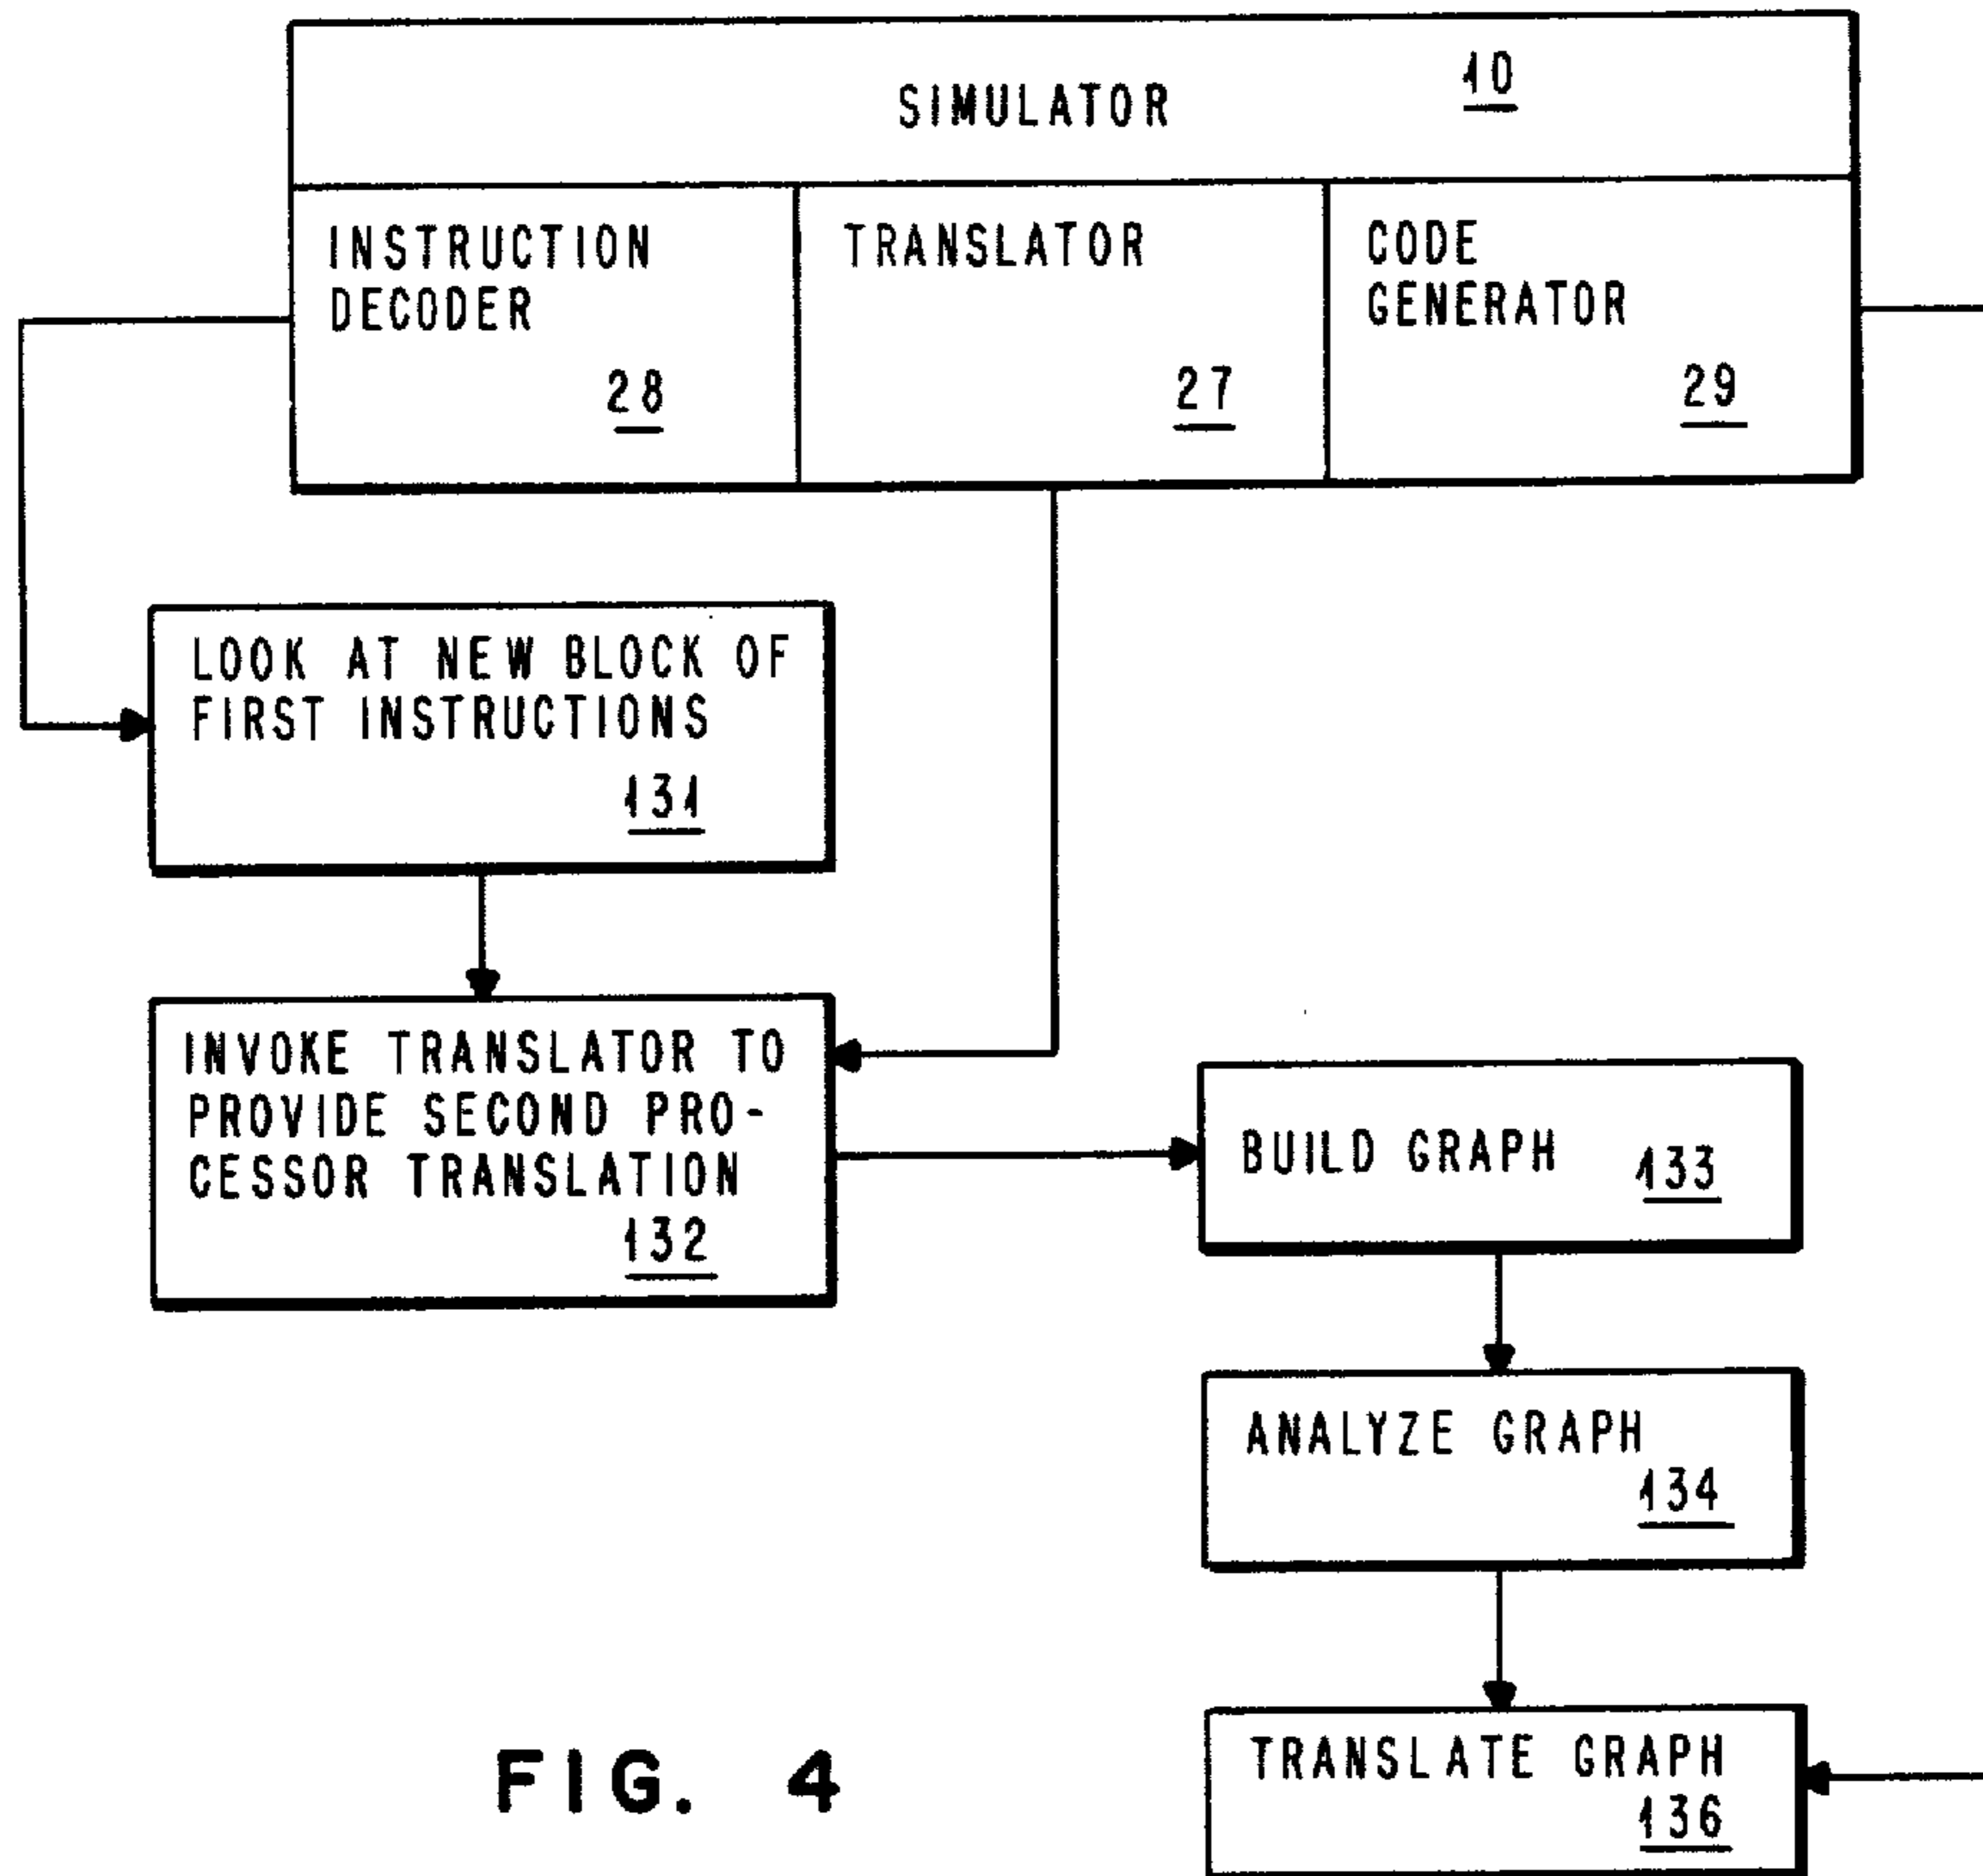 SIMULATOR 10
INSTRUCTION
DECODER
28
TRANSLATOR
27
CODE
GENERATOR
29
LOOK AT NEW BLOCK OF
FIRST INSTRUCTIONS
131
INVOKE TRANSLATOR TO
PROVIDE SECOND PRO-
CESSOR TRANSLATION
132
BUILD GRAPH 133
ANALYZE GRAPH
134
TRANSLATE GRAPH
136
FIG. 4